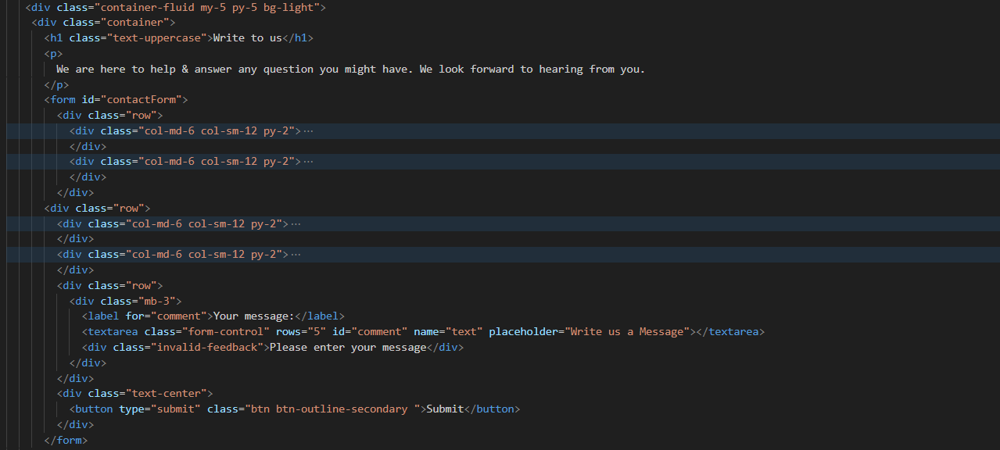 <div class="container-fluid my-5 py-5 bg-light">
<div class="container">
<h1 class="text-uppercase">Write to us</h1>
<p>
We are here to help & answer any question you might have. We look forward to hearing from you.
</p>
<form id="contactForm">
<div class="row">
<div class="col-md-6 col-sm-12 py-2">···
</div>
<div class="col-md-6 col-sm-12 py-2">···
</div>
</div>
<div class="row">
<div class="col-md-6 col-sm-12 py-2">···
</div>
<div class="col-md-6 col-sm-12 py-2">···
</div>
<div class="row">
<div class="mb-3">
<label for="comment">Your message:</label>
<textarea class="form-control" rows="5" id="comment" name="text" placeholder="Write us a Message"></textarea>
<div class="invalid-feedback">Please enter your message</div>
</div>
</div>
<div class="text-center">
<button type="submit" class="btn btn-outline-secondary ">Submit</button>
</div>
</form>